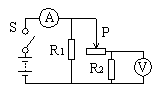 S A P
R₁
R₂ V